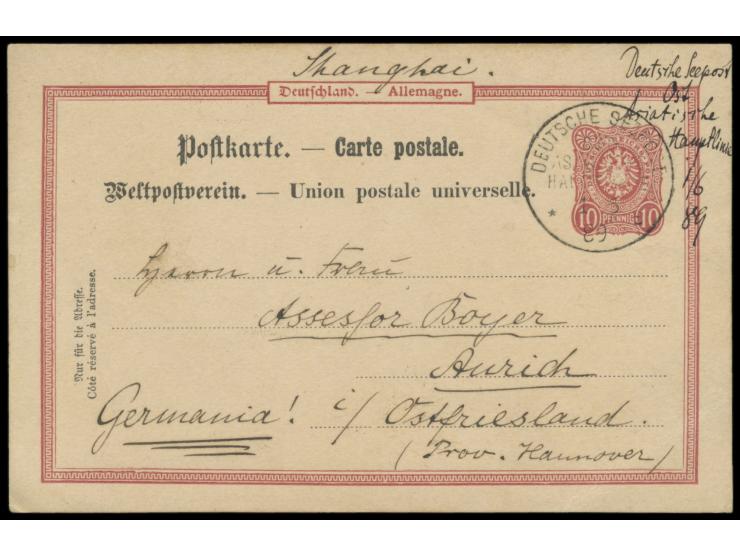 Shanghai.
Deutsche Seepost
Ost
Asiatische
Hauptlinie
1/6
89
Deutschland. — Allemagne.
Postkarte. — Carte postale.
Weltpostverein. — Union postale universelle.
DEUTSCHE SEEPOST
10 PFENNIG 10
89
Nur für die Adresse.
Côté réservé à l'adresse.
Herrn u. Frau
Assessor Boyer
Aurich
Germania! i/ Ostfriesland.
(Prov. Hannover)